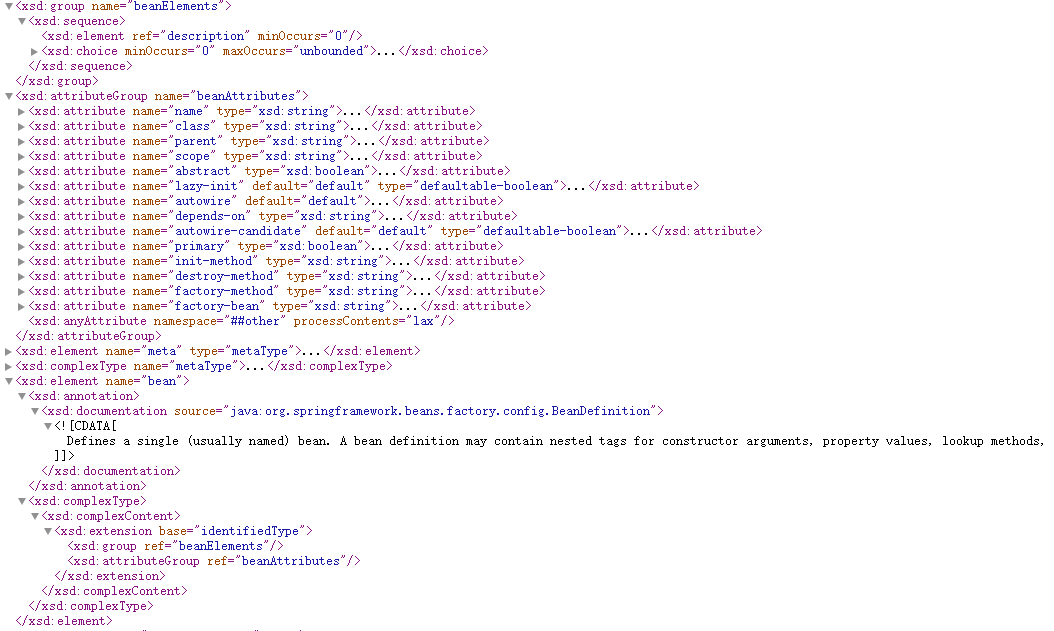 <xsd:group name="beanElements">
<xsd:sequence>
<xsd:element ref="description" minOccurs="0"/>
<xsd:choice minOccurs="0" maxOccurs="unbounded">...</xsd:choice>
</xsd:sequence>
</xsd:group>
<xsd:attributeGroup name="beanAttributes">
<xsd:attribute name="name" type="xsd:string">...</xsd:attribute>
<xsd:attribute name="class" type="xsd:string">...</xsd:attribute>
<xsd:attribute name="parent" type="xsd:string">...</xsd:attribute>
<xsd:attribute name="scope" type="xsd:string">...</xsd:attribute>
<xsd:attribute name="abstract" type="xsd:boolean">...</xsd:attribute>
<xsd:attribute name="lazy-init" default="default" type="defaultable-boolean">...</xsd:attribute>
<xsd:attribute name="autowire" default="default">...</xsd:attribute>
<xsd:attribute name="depends-on" type="xsd:string">...</xsd:attribute>
<xsd:attribute name="autowire-candidate" default="default" type="defaultable-boolean">...</xsd:attribute>
<xsd:attribute name="primary" type="xsd:boolean">...</xsd:attribute>
<xsd:attribute name="init-method" type="xsd:string">...</xsd:attribute>
<xsd:attribute name="destroy-method" type="xsd:string">...</xsd:attribute>
<xsd:attribute name="factory-method" type="xsd:string">...</xsd:attribute>
<xsd:attribute name="factory-bean" type="xsd:string">...</xsd:attribute>
<xsd:anyAttribute namespace="##other" processContents="lax"/>
</xsd:attributeGroup>
<xsd:element name="meta" type="metaType">...</xsd:element>
<xsd:complexType name="metaType">...</xsd:complexType>
<xsd:element name="bean">
<xsd:annotation>
<xsd:documentation source="java:org.springframework.beans.factory.config.BeanDefinition">
<![CDATA[
Defines a single (usually named) bean. A bean definition may contain nested tags for constructor arguments, property values, lookup methods,
]]>
</xsd:documentation>
</xsd:annotation>
<xsd:complexType>
<xsd:complexContent>
<xsd:extension base="identifiedType">
<xsd:group ref="beanElements"/>
<xsd:attributeGroup ref="beanAttributes"/>
</xsd:extension>
</xsd:complexContent>
</xsd:complexType>
</xsd:element>